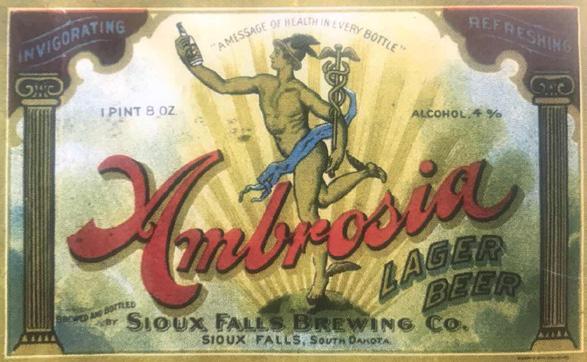 INVIGORATING
REFRESHING
"A MESSAGE OF HEALTH IN EVERY BOTTLE"
1 PINT 8 OZ.
ALCOHOL. 4 %
Ambrosia
LAGER
BEER
BREWED AND BOTTLED
BY
SIOUX FALLS BREWING CO.
SIOUX FALLS, SOUTH DAKOTA.